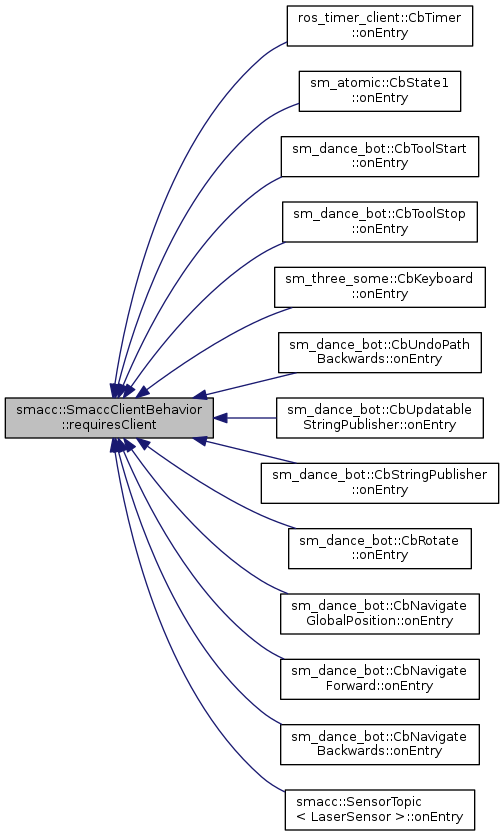 ros_timer_client::CbTimer
::onEntry
sm_atomic::CbState1
::onEntry
sm_dance_bot::CbToolStart
::onEntry
sm_dance_bot::CbToolStop
::onEntry
sm_three_some::CbKeyboard
::onEntry
sm_dance_bot::CbUndoPath
Backwards::onEntry
smacc::SmaccClientBehavior
::requiresClient
sm_dance_bot::CbUpdatable
StringPublisher::onEntry
sm_dance_bot::CbStringPublisher
::onEntry
sm_dance_bot::CbRotate
::onEntry
sm_dance_bot::CbNavigate
GlobalPosition::onEntry
sm_dance_bot::CbNavigate
Forward::onEntry
sm_dance_bot::CbNavigate
Backwards::onEntry
smacc::SensorTopic
< LaserSensor >::onEntry